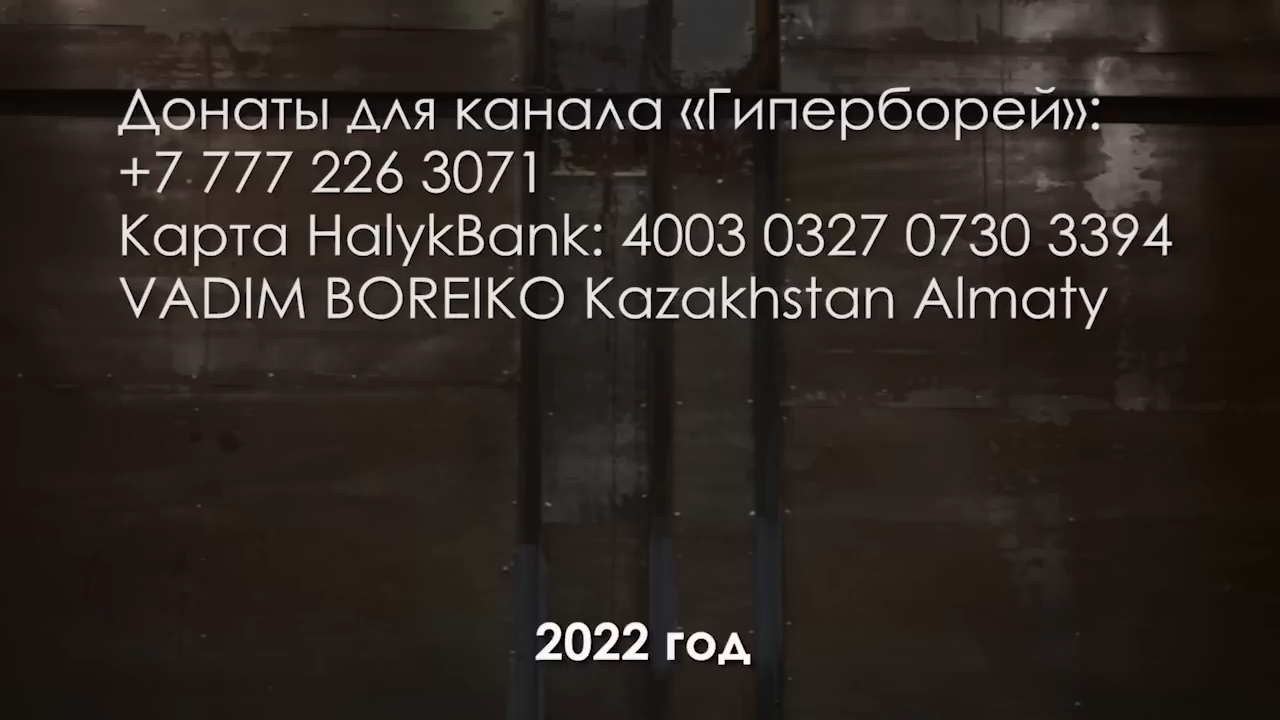 Донаты для канала «Гиперборей»:
+7 777 226 3071
Карта HalykBank: 4003 0327 0730 3394
VADIM BOREIKO Kazakhstan Almaty
2022 год